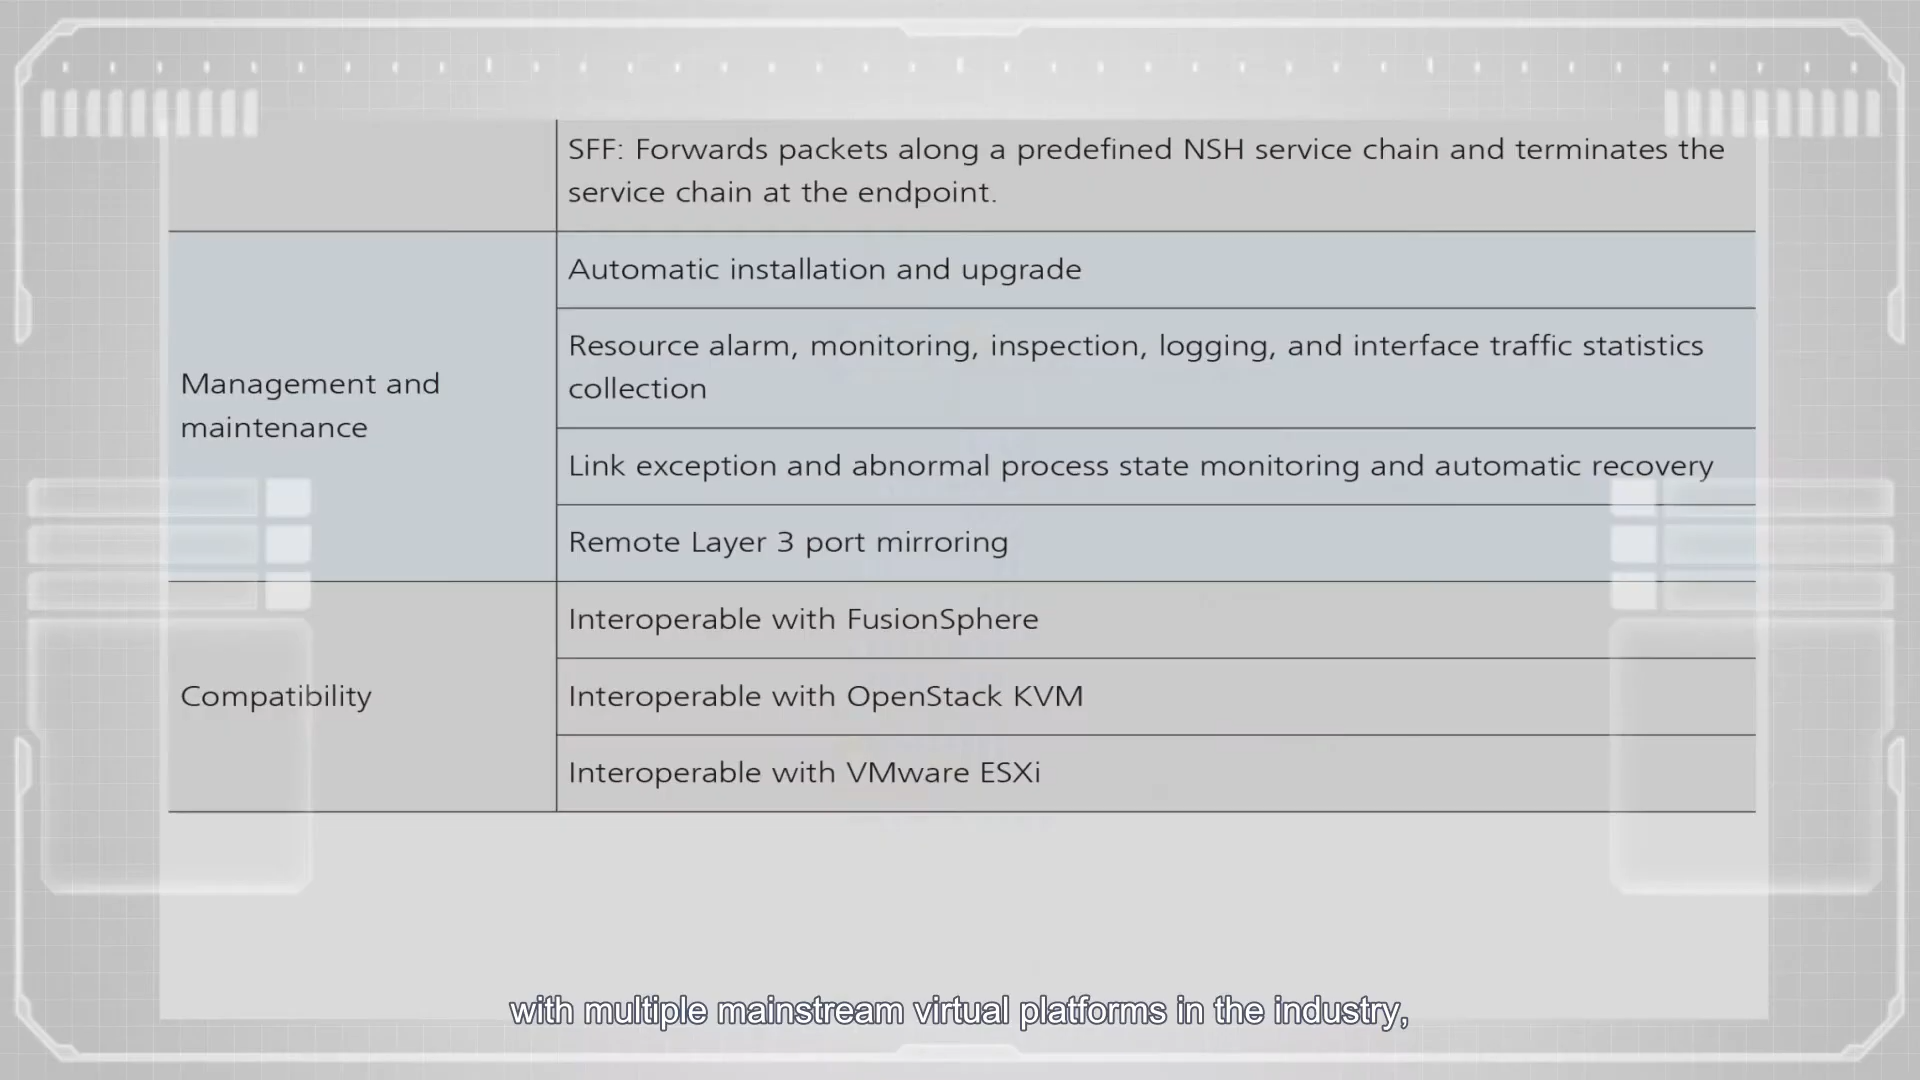 SFF: Forwards packets along a predefined NSH service chain and terminates the
service chain at the endpoint.
Management and
maintenance
Automatic installation and upgrade
Resource alarm, monitoring, inspection, logging, and interface traffic statistics
collection
Link exception and abnormal process state monitoring and automatic recovery
Remote Layer 3 port mirroring
Compatibility
Interoperable with FusionSphere
Interoperable with OpenStack KVM
Interoperable with VMware ESXi
with multiple mainstream virtual platforms in the industry,